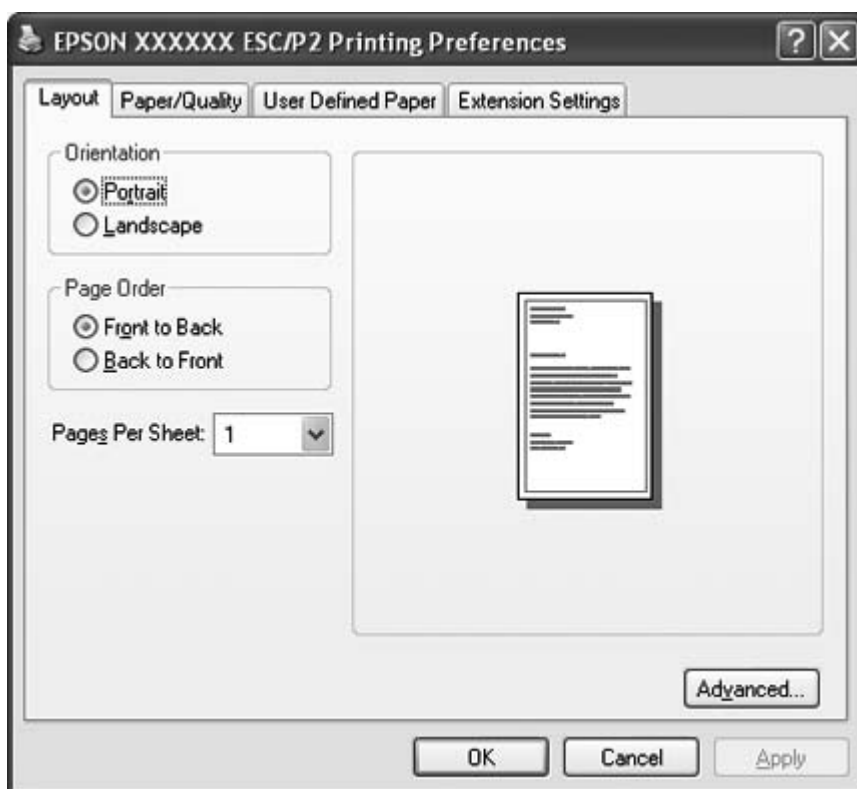 EPSON XXXXXX ESC/P2 Printing Preferences
Layout Paper/Quality User Defined Paper Extension Settings
Orientation
Portrait
Landscape
Page Order
Front to Back
Back to Front
Pages Per Sheet: 1
Advanced...
OK Cancel Apply